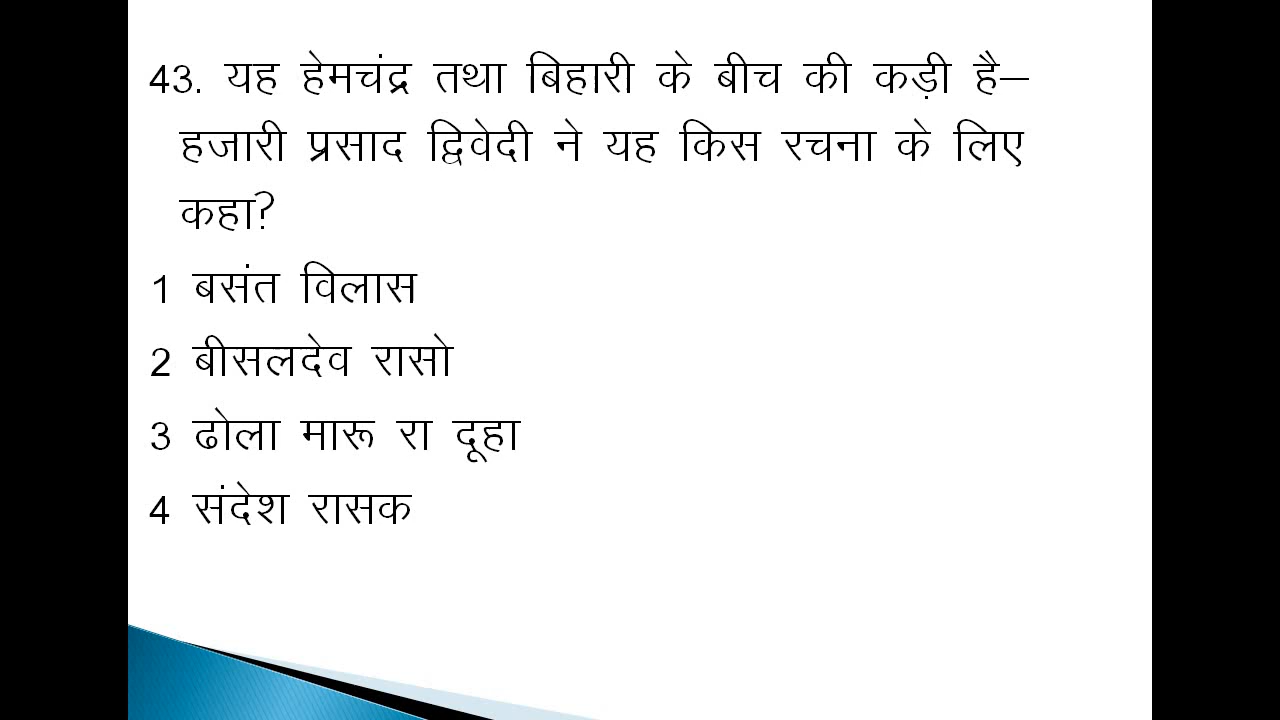 43. यह हेमचंद्र तथा बिहारी के बीच की कड़ी है–
हजारी प्रसाद द्विवेदी ने यह किस रचना के लिए
कहा?
1 बसंत विलास
2 बीसलदेव रासो
3 ढोला मारू रा दूहा
4 संदेश रासक